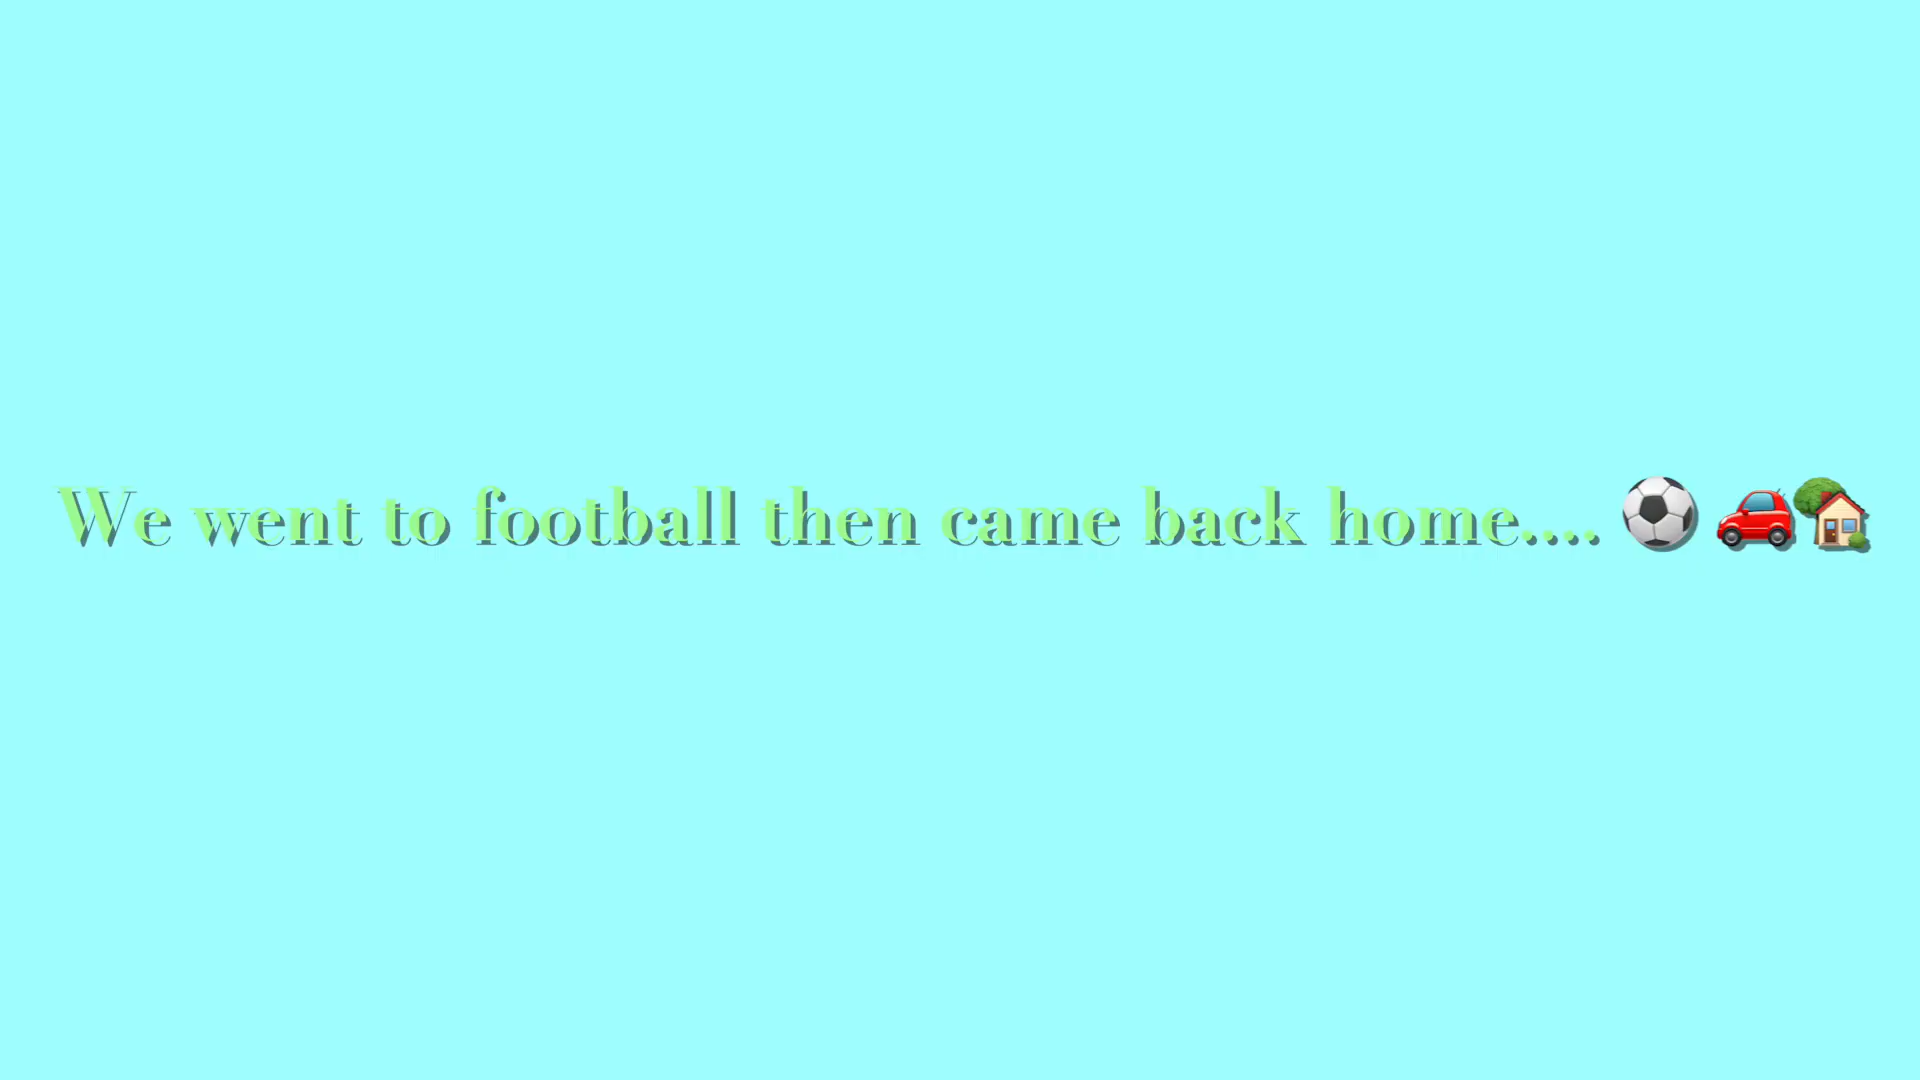 We went to football then came back home.... ⚽ 🚗🏡